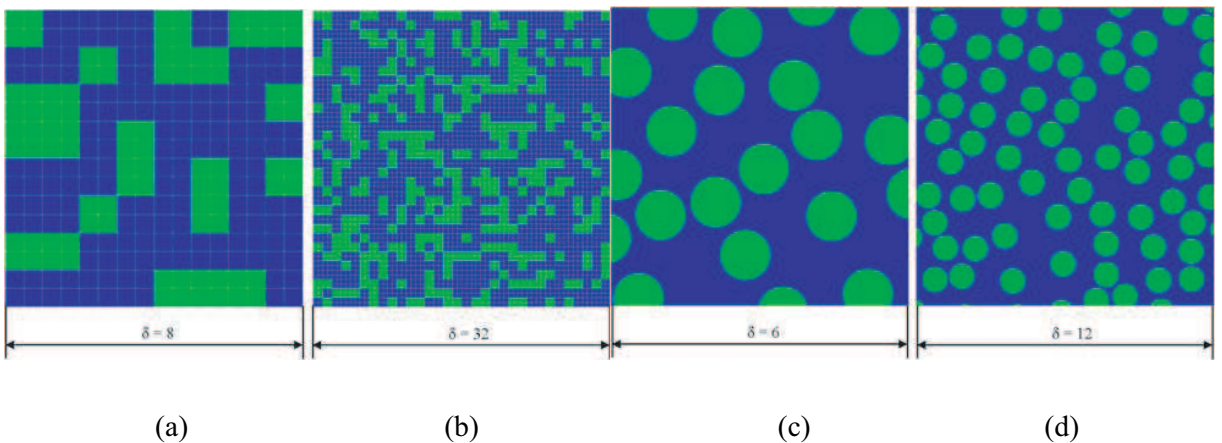 δ = 8
δ = 32
δ = 6
δ = 12
(a)
(b)
(c)
(d)